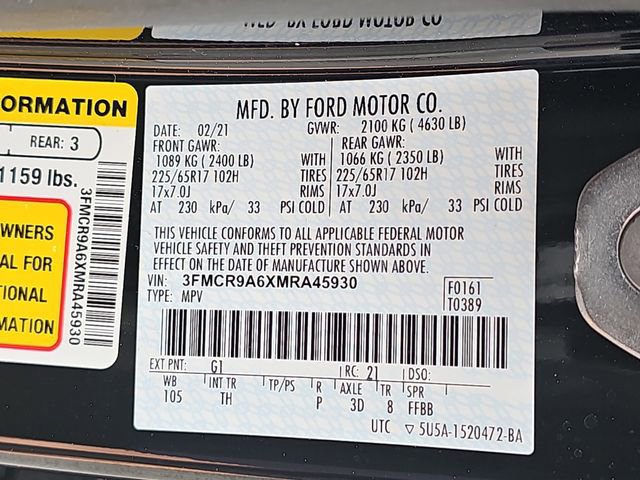 MFD. BY FORD MOTOR CO.
ORMATION
REAR: 3
1159 lbs.
WNERS
AL FOR
TIONAL
MATION
3FMCR9A6XMRA45930
MFD. BY FORD MOTOR CO.
DATE: 02/21 GVWR: 2100 KG ( 4630 LB)
FRONT GAWR: REAR GAWR:
1089 KG ( 2400 LB) WITH 1066 KG ( 2350 LB) WITH
225/65R17 102H TIRES 225/65R17 102H TIRES
17x7.0J RIMS 17x7.0J RIMS
AT 230 kPa/ 33 PSI COLD AT 230 kPa/ 33 PSI COLD
THIS VEHICLE CONFORMS TO ALL APPLICABLE FEDERAL MOTOR
VEHICLE SAFETY AND THEFT PREVENTION STANDARDS IN
EFFECT ON THE DATE OF MANUFACTURE SHOWN ABOVE.
VIN: 3FMCR9A6XMRA45930 F0161
TYPE: MPV T0389
EXT PNT: G1 RC: 21 DSO:
WB INT TR TP/PS R AXLE TR SPR
105 TH P 3D 8 FFBB
UTC ▽ 5U5A-1520472-BA